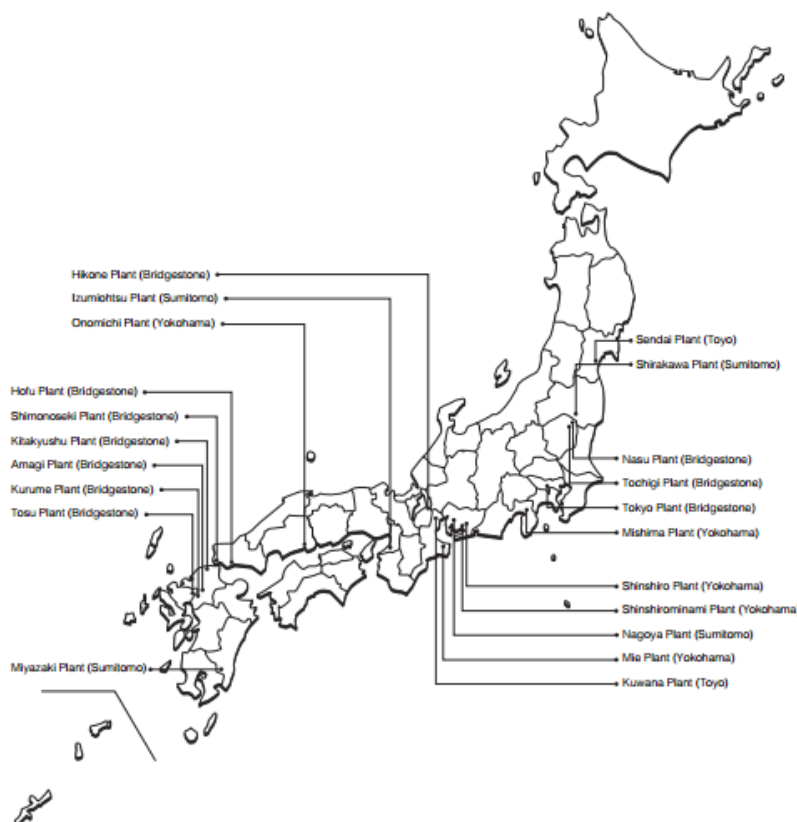 Hikone Plant (Bridgestone)
Izumiohtsu Plant (Sumitomo)
Onomichi Plant (Yokohama)
Sendai Plant (Toyo)
Shirakawa Plant (Sumitomo)
Hofu Plant (Bridgestone)
Shimonoseki Plant (Bridgestone)
Kitakyushu Plant (Bridgestone)
Amagi Plant (Bridgestone)
Kurume Plant (Bridgestone)
Tosu Plant (Bridgestone)
Nasu Plant (Bridgestone)
Tochigi Plant (Bridgestone)
Tokyo Plant (Bridgestone)
Mishima Plant (Yokohama)
Shinshiro Plant (Yokohama)
Shinshirominami Plant (Yokohama
Nagoya Plant (Sumitomo)
Mie Plant (Yokohama)
Kuwana Plant (Toyo)
Miyazaki Plant (Sumitomo)